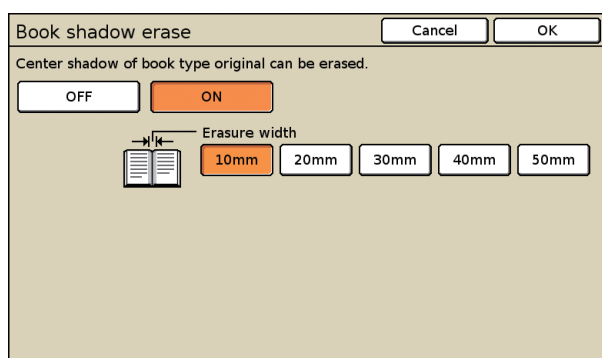 Book shadow erase Cancel OK
Center shadow of book type original can be erased.
OFF ON
Erasure width
10mm 20mm 30mm 40mm 50mm